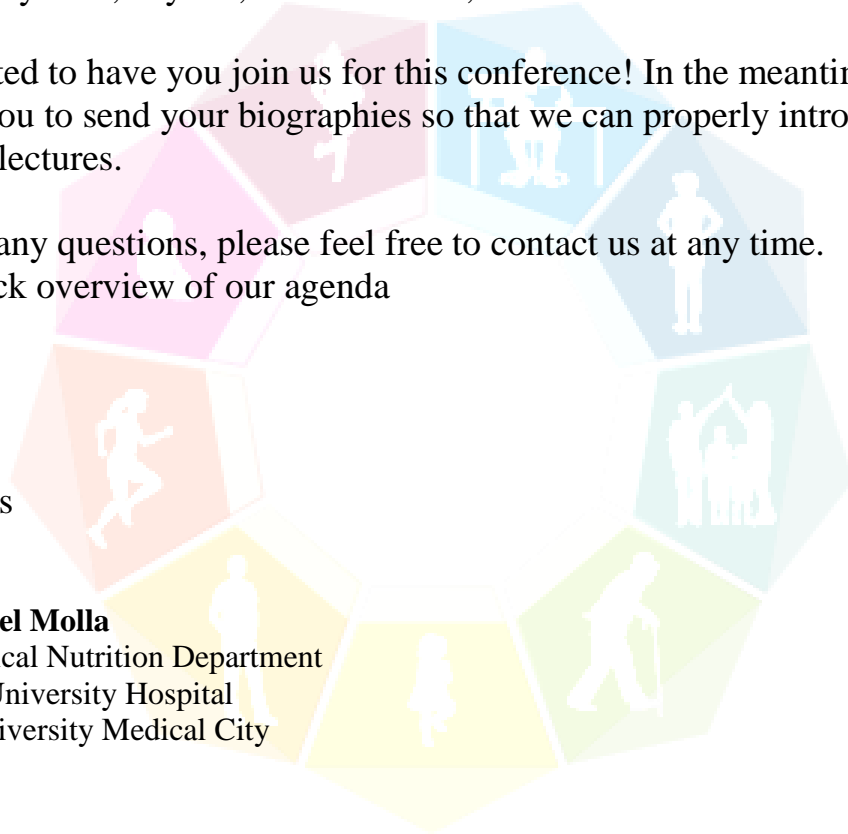 ted to have you join us for this conference! In the meantin
ou to send your biographies so that we can properly intro
lectures.
any questions, please feel free to contact us at any time.
ck overview of our agenda
s
el Molla
ical Nutrition Department
University Hospital
iversity Medical City